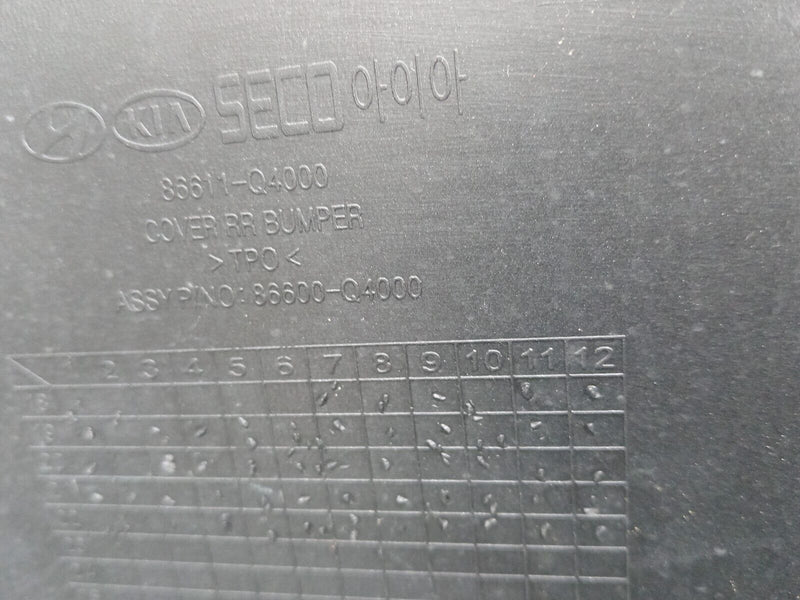 KIA SECO 아이아
86611-Q4000
COVER RR BUMPER
>TPO<
ASSY P/NO: 86600-Q4000
2 3 4 5 6 7 8 9 10 11 12